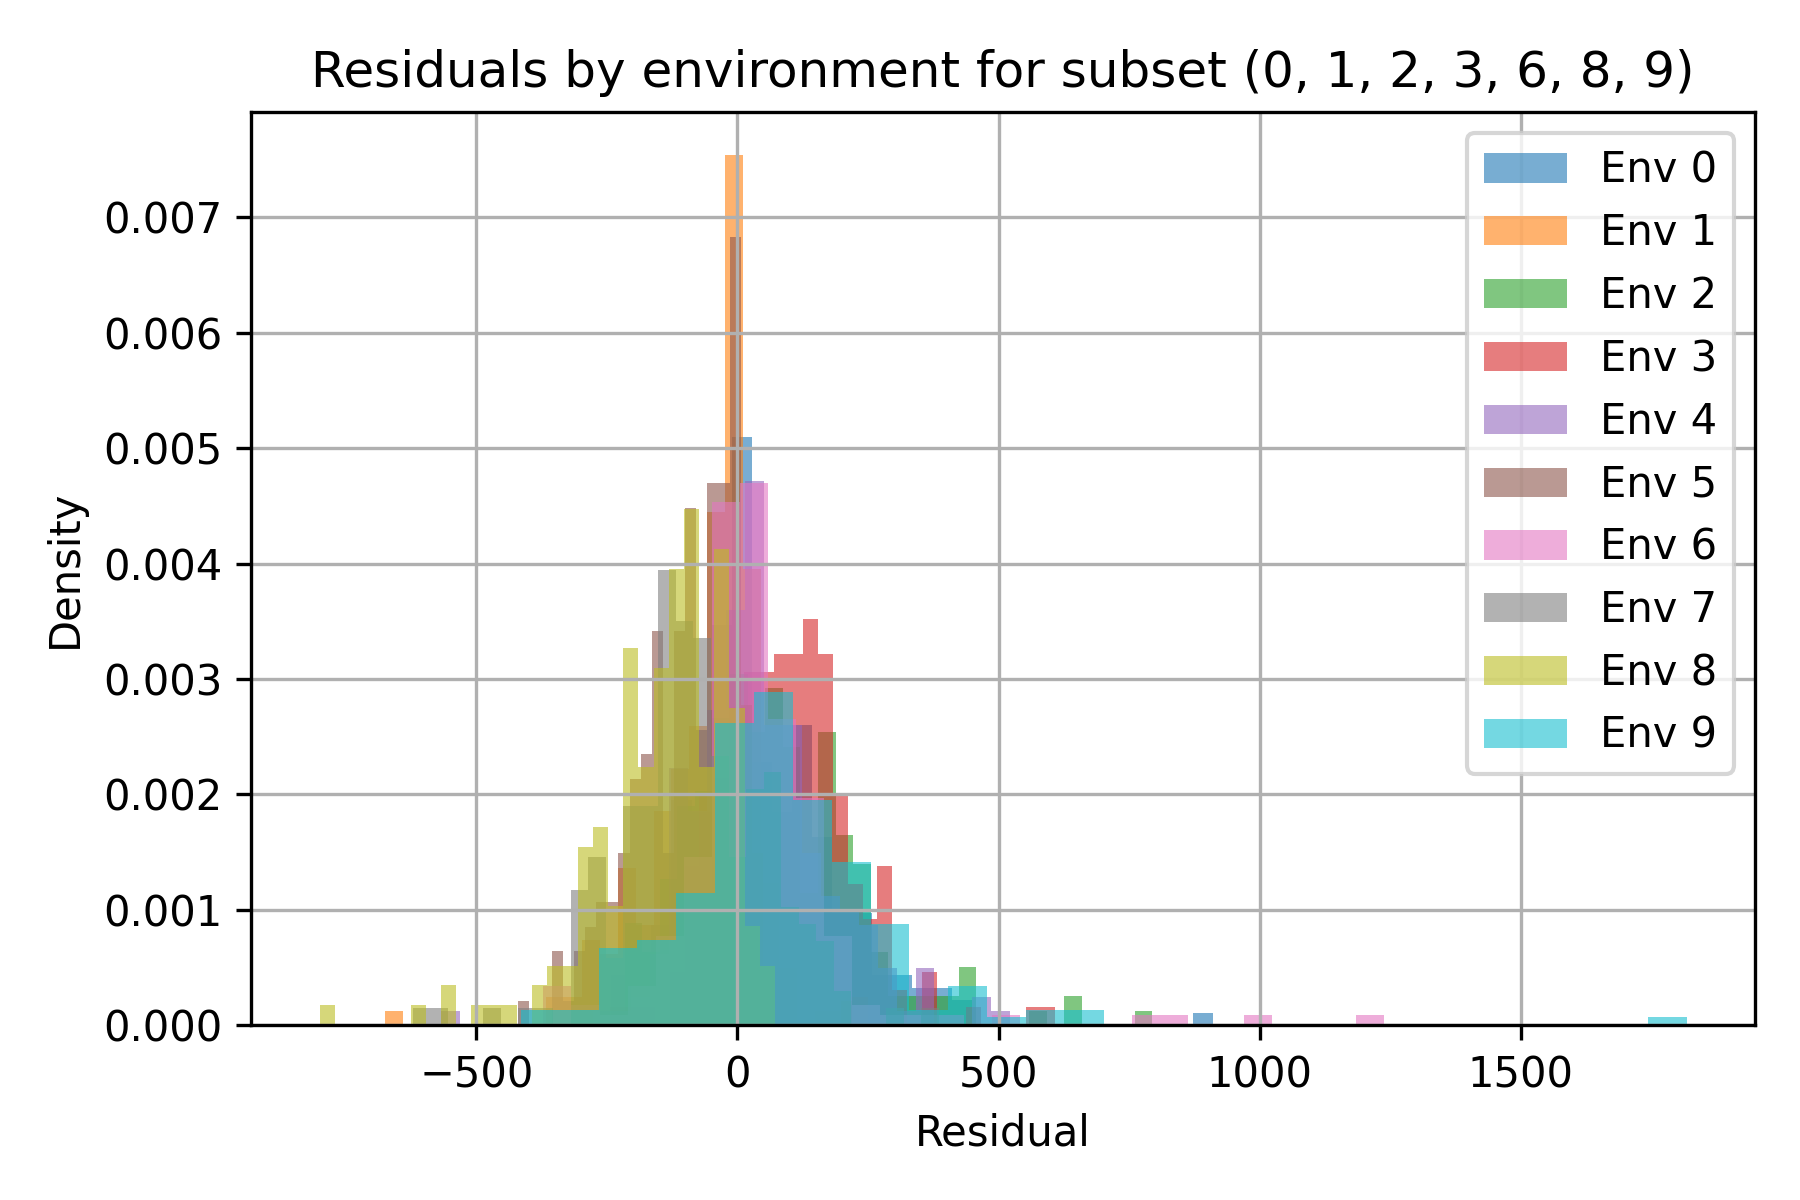 Residuals by environment for subset (0, 1, 2, 3, 6, 8, 9)
Density
0.007
0.006
0.005
0.004
0.003
0.002
0.001
0.000
−500
0
500
1000
1500
Residual
Env 0
Env 1
Env 2
Env 3
Env 4
Env 5
Env 6
Env 7
Env 8
Env 9